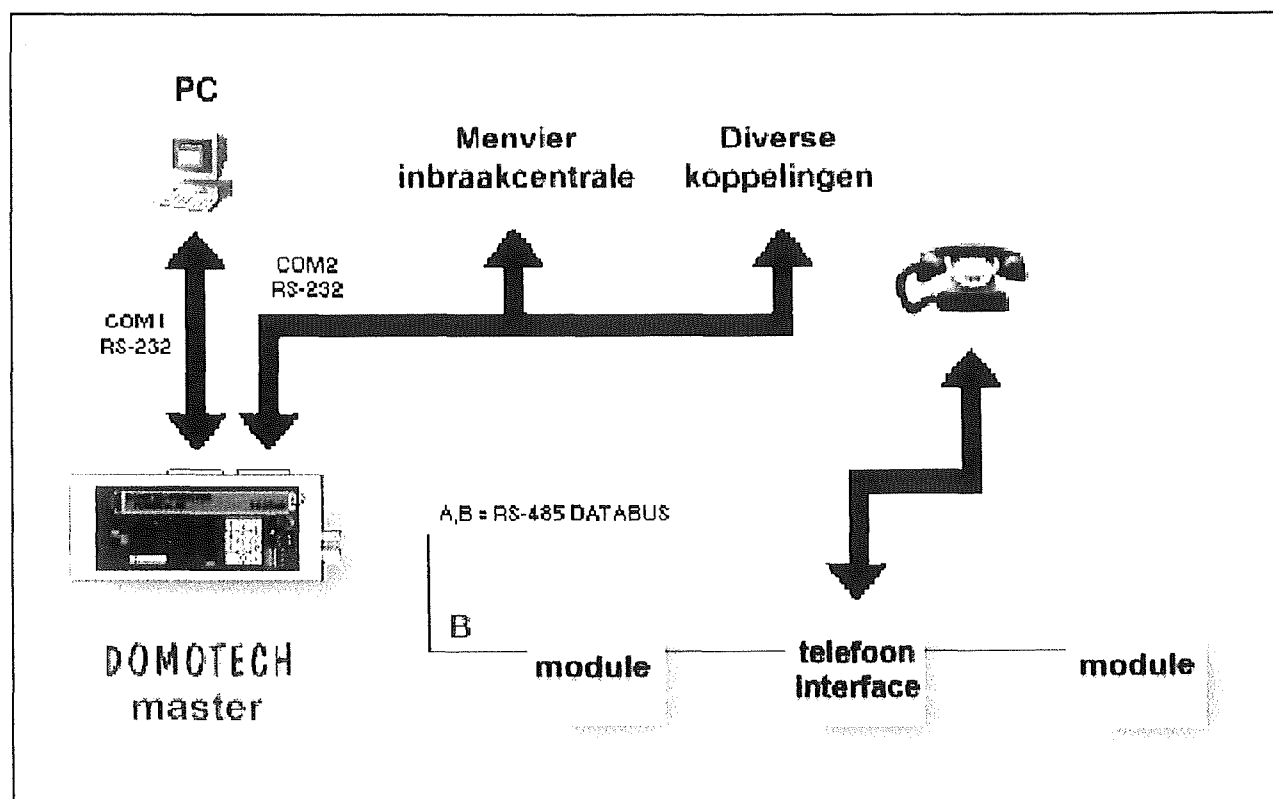 PC
Menvier
inbraakcentrale
Diverse
koppelingen
COM2
RS-232
COM1
RS-232
A,B = RS-485 DATABUS
B
module
telefoon
interface
module
DOMOTECH
master